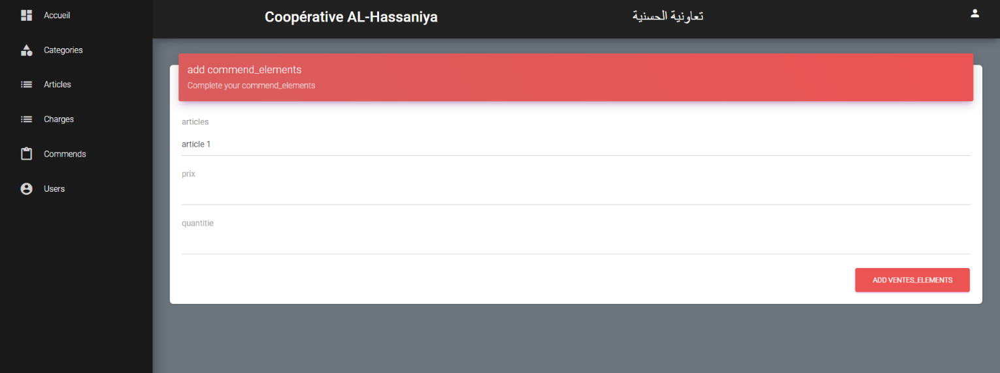 Accueil
Categories
Articles
Charges
Commends
Users
Coopérative AL-Hassaniya
تعاونية الحسنية
add commend_elements
Complete your commend_elements
articles
article 1
prix
quantitie
ADD VENTES_ELEMENTS